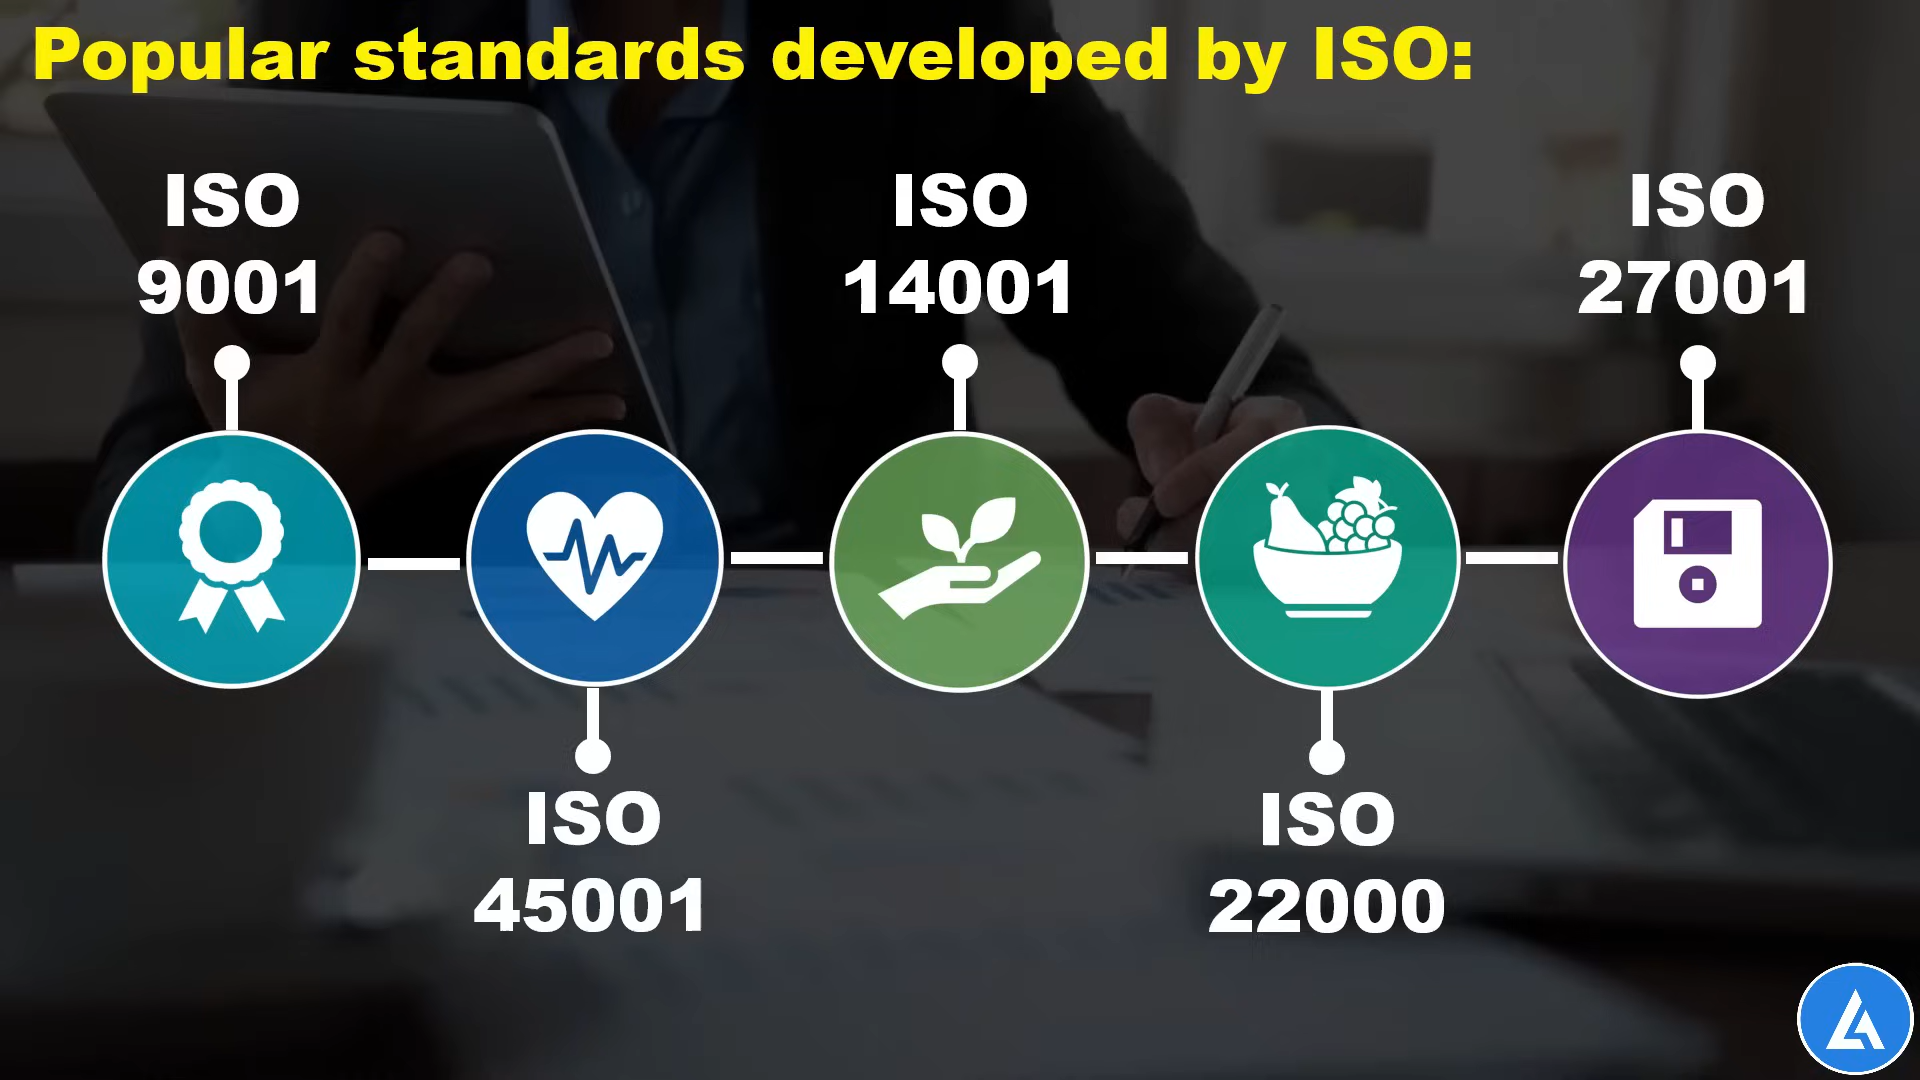 Popular standards developed by ISO:
ISO
9001
ISO
45001
ISO
14001
ISO
22000
ISO
27001